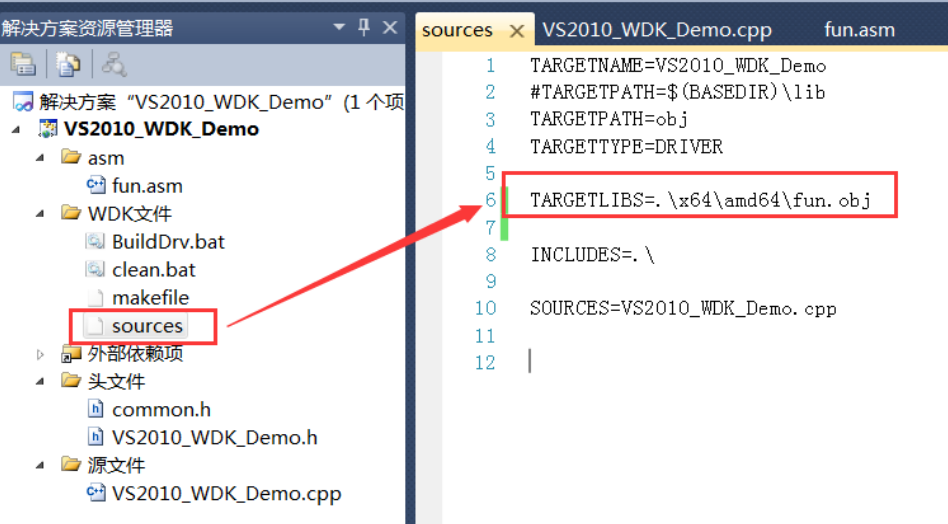 解决方案资源管理器
解决方案“VS2010_WDK_Demo”(1 个项
VS2010_WDK_Demo
asm
fun.asm
WDK文件
BuildDrv.bat
clean.bat
makefile
sources
外部依赖项
头文件
common.h
VS2010_WDK_Demo.h
源文件
VS2010_WDK_Demo.cpp
sources VS2010_WDK_Demo.cpp fun.asm
1 TARGETNAME=VS2010_WDK_Demo
2 #TARGETPATH=$(BASEDIR)\lib
3 TARGETPATH=obj
4 TARGETTYPE=DRIVER
5
6 TARGETLIBS=.\x64\amd64\fun.obj
7
8 INCLUDES=.\
9
10 SOURCES=VS2010_WDK_Demo.cpp
11
12